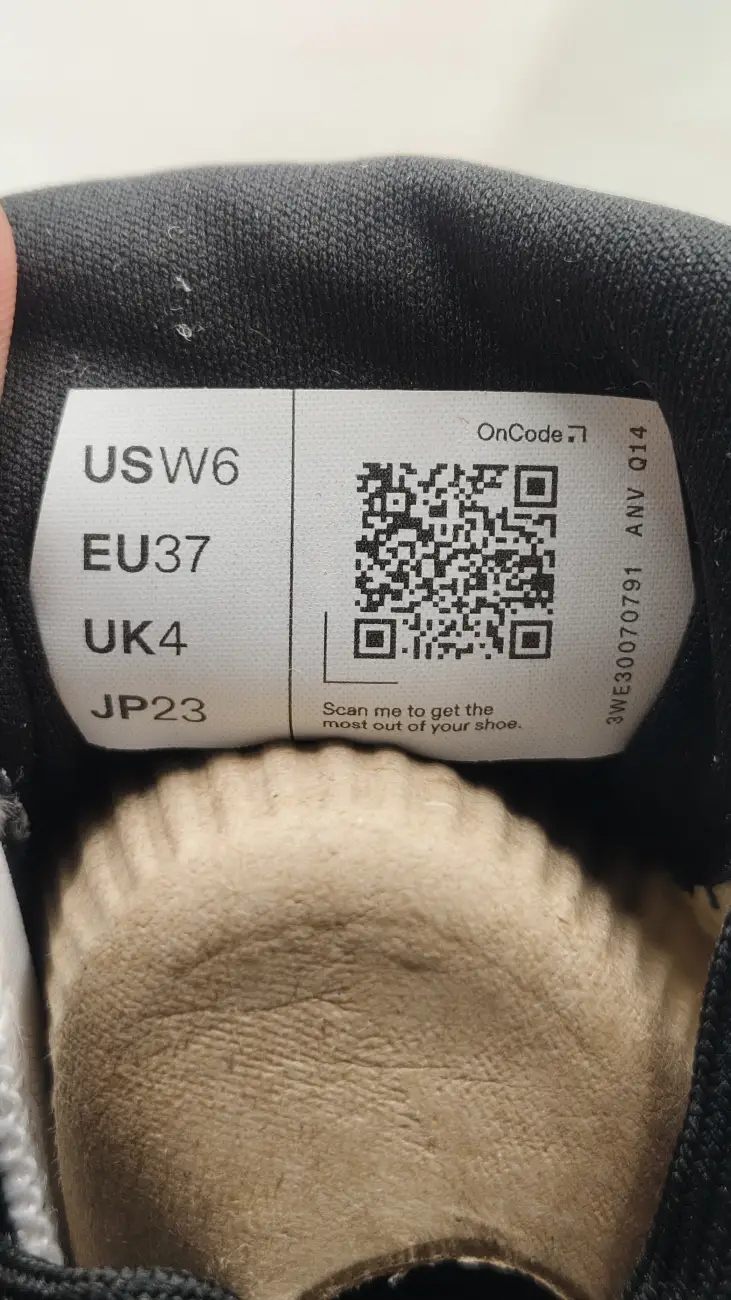 USW6
EU37
UK4
JP23
OnCode
Scan me to get the
most out of your shoe.
3WE30070791 ANV Q14